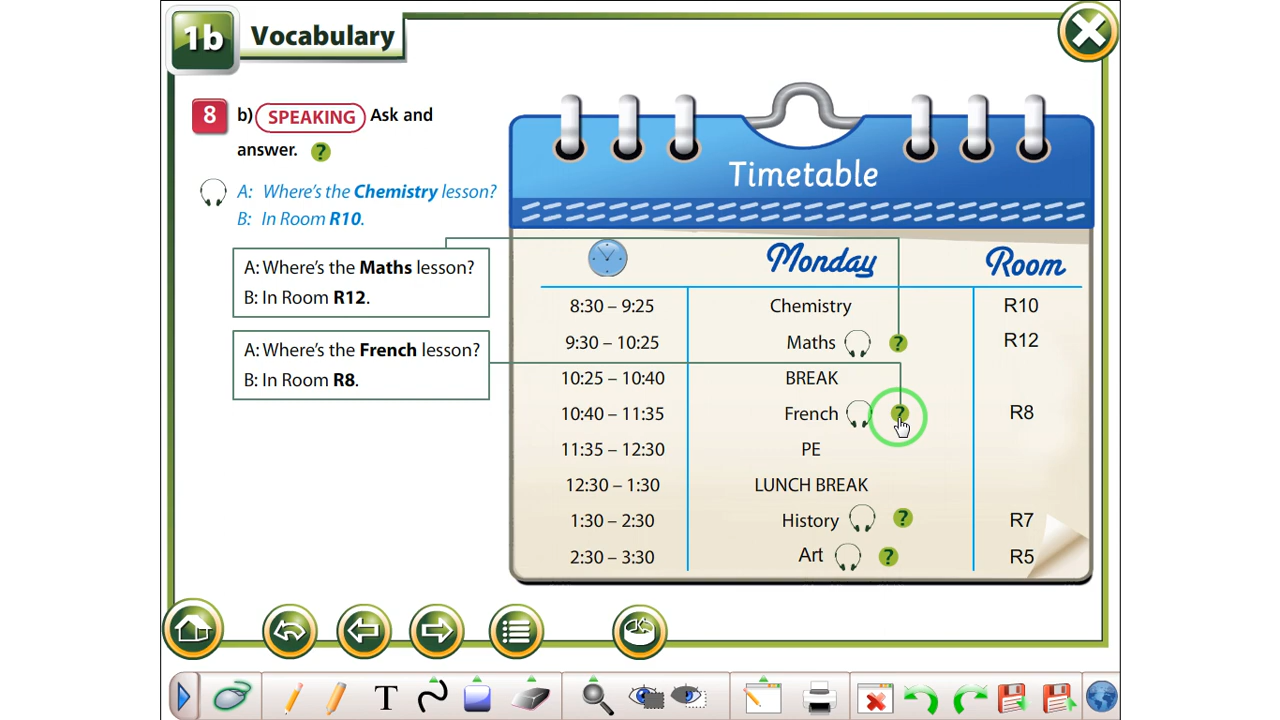 1b Vocabulary
8 b) SPEAKING Ask and
answer. ?
A: Where's the Chemistry lesson?
B: In Room R10.
A: Where's the Maths lesson?
B: In Room R12.
A: Where's the French lesson?
B: In Room R8.
Timetable
Monday Room
8:30 – 9:25 Chemistry R10
9:30 – 10:25 Maths ? R12
10:25 – 10:40 BREAK
10:40 – 11:35 French ? R8
11:35 – 12:30 PE
12:30 – 1:30 LUNCH BREAK
1:30 – 2:30 History ? R7
2:30 – 3:30 Art ? R5
T